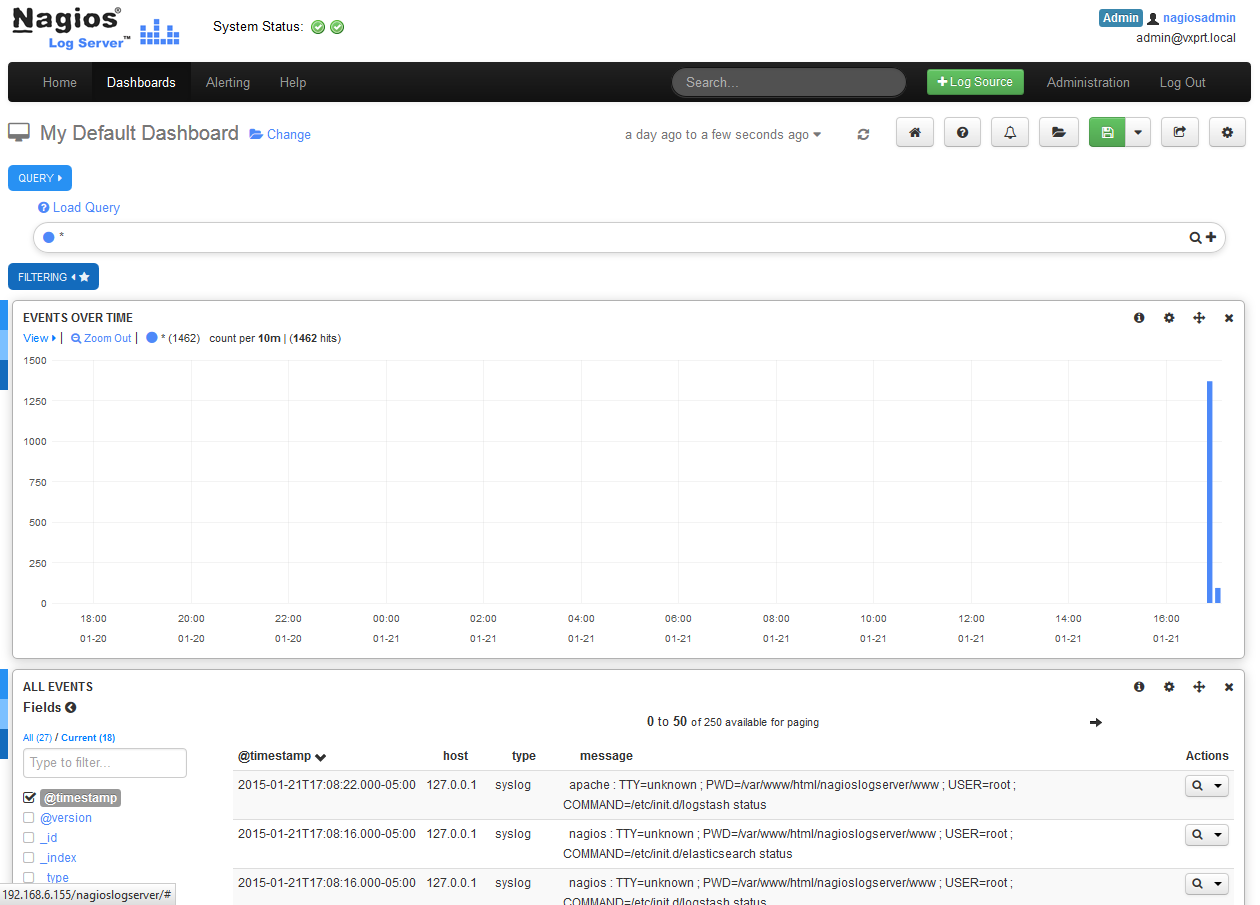 Nagios®
Log Server™
System Status:
Admin nagiosadmin
admin@vxprt.local
Home Dashboards Alerting Help Search... + Log Source Administration Log Out
My Default Dashboard Change a day ago to a few seconds ago
QUERY
Load Query
*
FILTERING
EVENTS OVER TIME
View | Zoom Out | * (1462) count per 10m | (1462 hits)
1500
1250
1000
750
500
250
0
18:00 20:00 22:00 00:00 02:00 04:00 06:00 08:00 10:00 12:00 14:00 16:00
01-20 01-20 01-20 01-21 01-21 01-21 01-21 01-21 01-21 01-21 01-21 01-21
ALL EVENTS
Fields
0 to 50 of 250 available for paging
All (27) / Current (18)
Type to filter...
@timestamp
@version
_id
_index
_type
@timestamp host type message Actions
2015-01-21T17:08:22.000-05:00 127.0.0.1 syslog apache : TTY=unknown ; PWD=/var/www/html/nagioslogserver/www ; USER=root ;
COMMAND=/etc/init.d/logstash status
2015-01-21T17:08:16.000-05:00 127.0.0.1 syslog nagios : TTY=unknown ; PWD=/var/www/html/nagioslogserver/www ; USER=root ;
COMMAND=/etc/init.d/elasticsearch status
2015-01-21T17:08:16.000-05:00 127.0.0.1 syslog nagios : TTY=unknown ; PWD=/var/www/html/nagioslogserver/www ; USER=root ;
COMMAND=/etc/init.d/logstash status
192.168.6.155/nagioslogserver/#